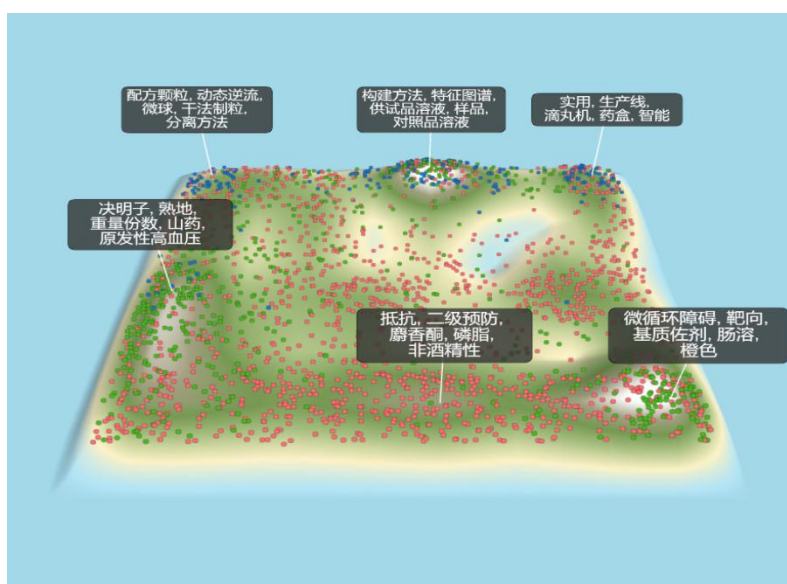 配方颗粒, 动态逆流,
微球, 干法制粒,
分离方法
构建方法, 特征图谱,
供试品溶液, 样品,
对照品溶液
实用, 生产线,
滴丸机, 药盒, 智能
决明子, 熟地,
重量份数, 山药,
原发性高血压
抵抗, 二级预防,
麝香酮, 磷脂,
非酒精性
微循环障碍, 靶向,
基质佐剂, 肠溶,
橙色